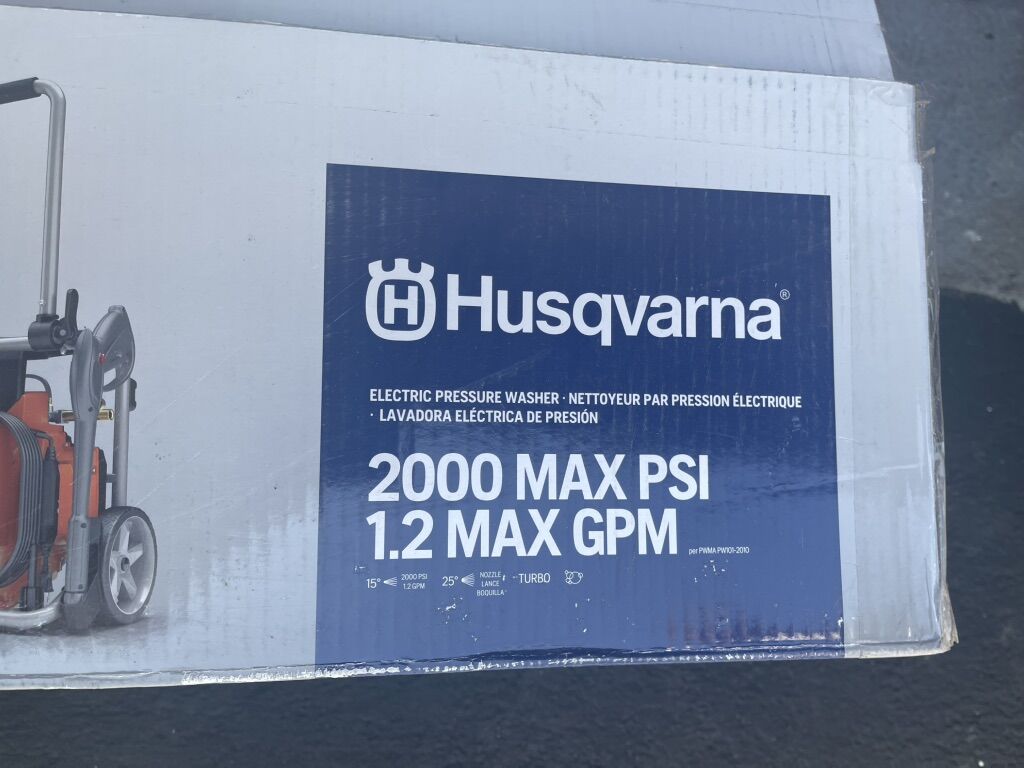 H Husqvarna®
ELECTRIC PRESSURE WASHER · NETTOYEUR PAR PRESSION ÉLECTRIQUE
· LAVADORA ELÉCTRICA DE PRESIÓN
2000 MAX PSI
1.2 MAX GPM per PWMA PW101-2010
15° 2000 PSI 1.2 GPM 25° NOZZLE LANCE BOQUILLA TURBO